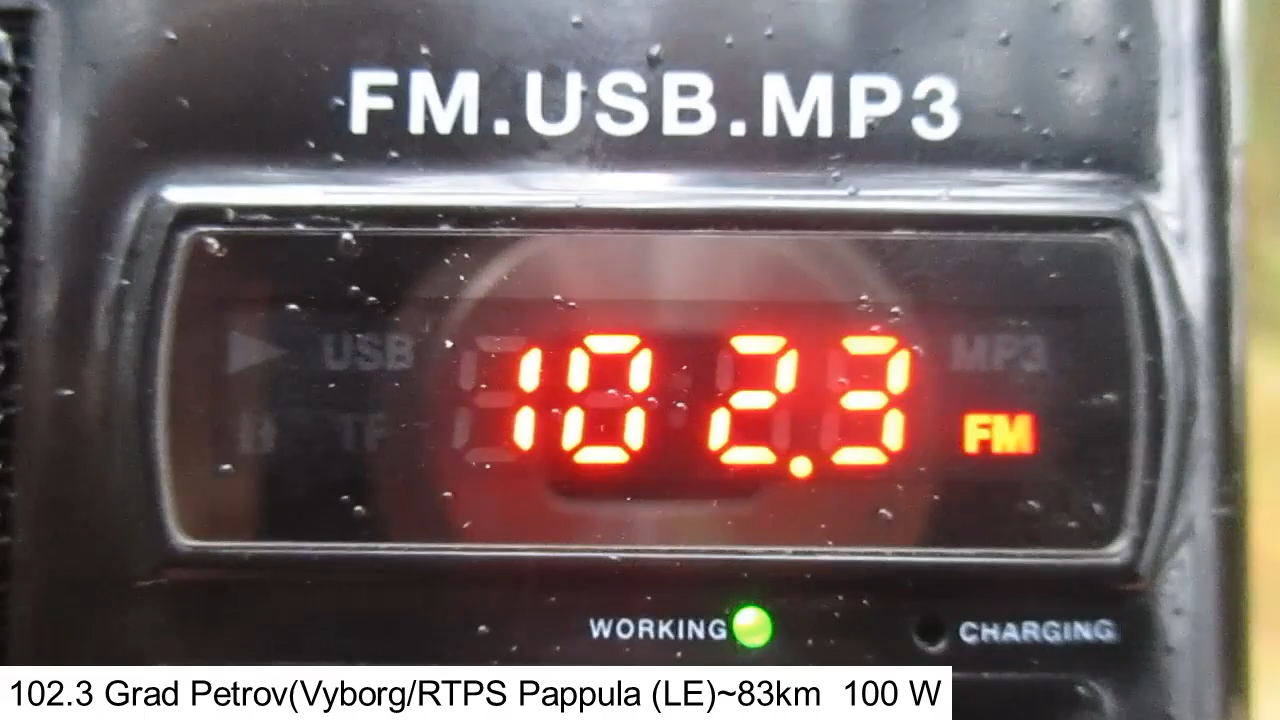 FM.USB.MP3
USB
MP3
102.3
TF
FM
WORKING
CHARGING
102.3 Grad Petrov(Vyborg/RTPS Pappula (LE)~83km 100 W